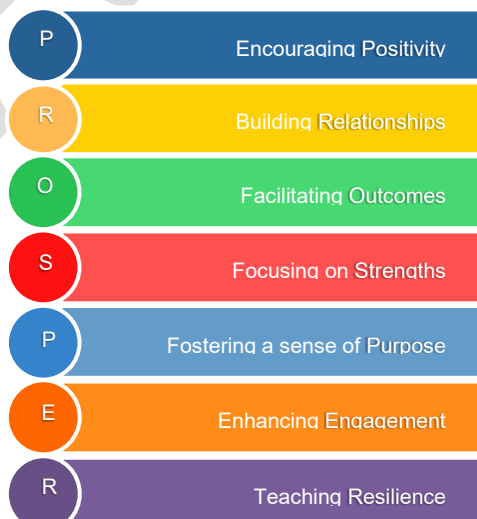 P Encouraging Positivity
R Building Relationships
O Facilitating Outcomes
S Focusing on Strengths
P Fostering a sense of Purpose
E Enhancing Engagement
R Teaching Resilience